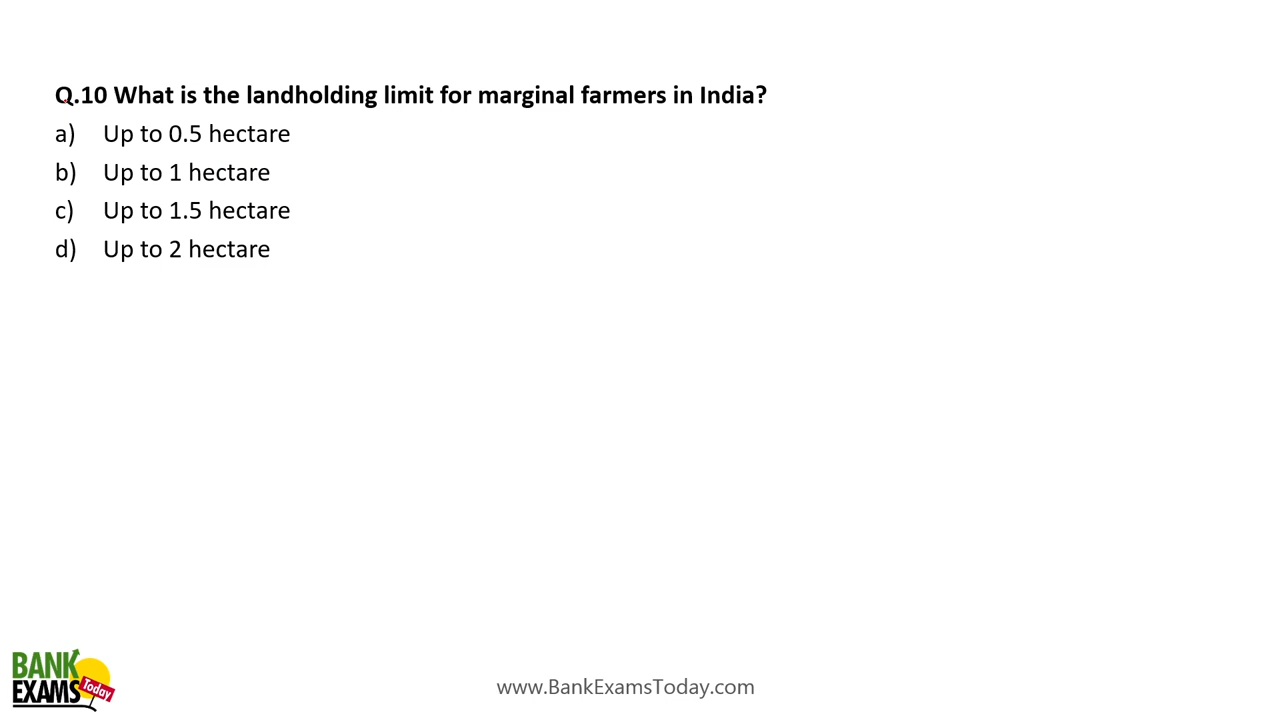 Q.10 What is the landholding limit for marginal farmers in India?
a) Up to 0.5 hectare
b) Up to 1 hectare
c) Up to 1.5 hectare
d) Up to 2 hectare
BANK
EXAMS Today
www.BankExamsToday.com